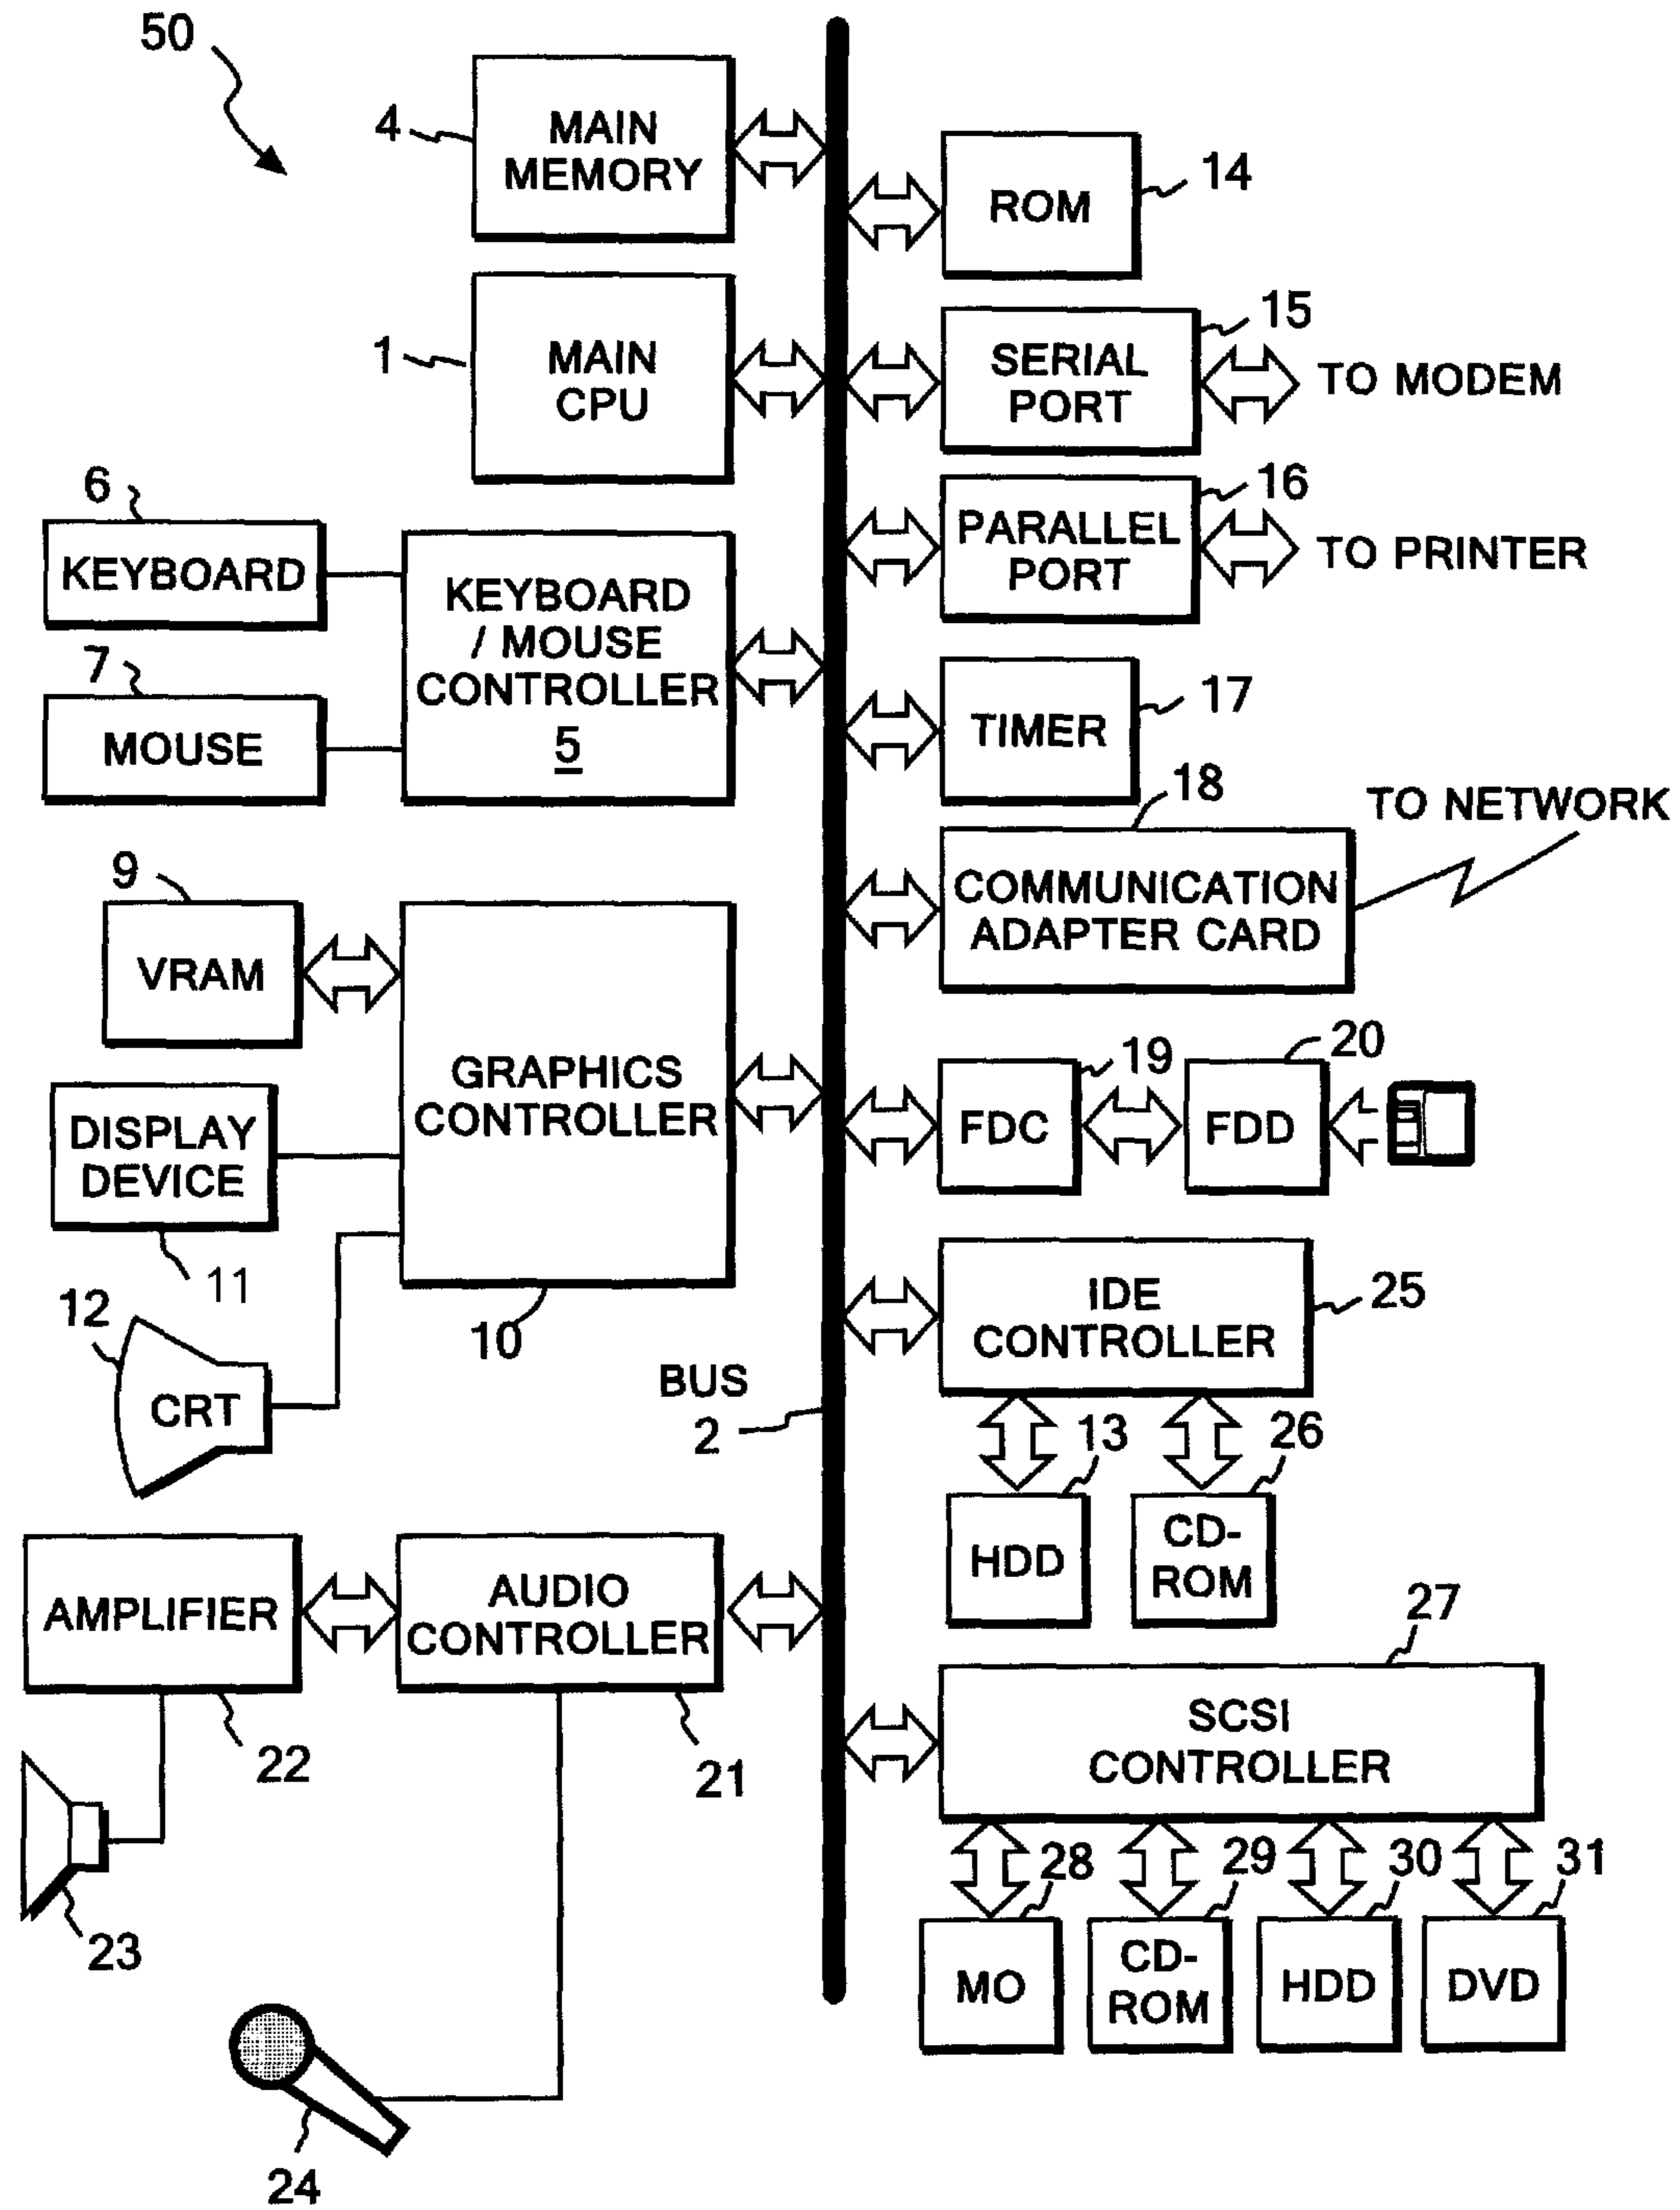 50
4
MAIN
MEMORY
14
ROM
1
MAIN
CPU
15
SERIAL
PORT
TO MODEM
6
KEYBOARD
16
PARALLEL
PORT
TO PRINTER
KEYBOARD
/ MOUSE
CONTROLLER
5
7
MOUSE
17
TIMER
18
TO NETWORK
COMMUNICATION
ADAPTER CARD
9
VRAM
GRAPHICS
CONTROLLER
10
19
FDC
20
FDD
DISPLAY
DEVICE
11
12
CRT
BUS
2
25
IDE
CONTROLLER
13
HDD
26
CD-
ROM
AMPLIFIER
22
AUDIO
CONTROLLER
21
27
SCSI
CONTROLLER
23
28
MO
29
CD-
ROM
30
HDD
31
DVD
24